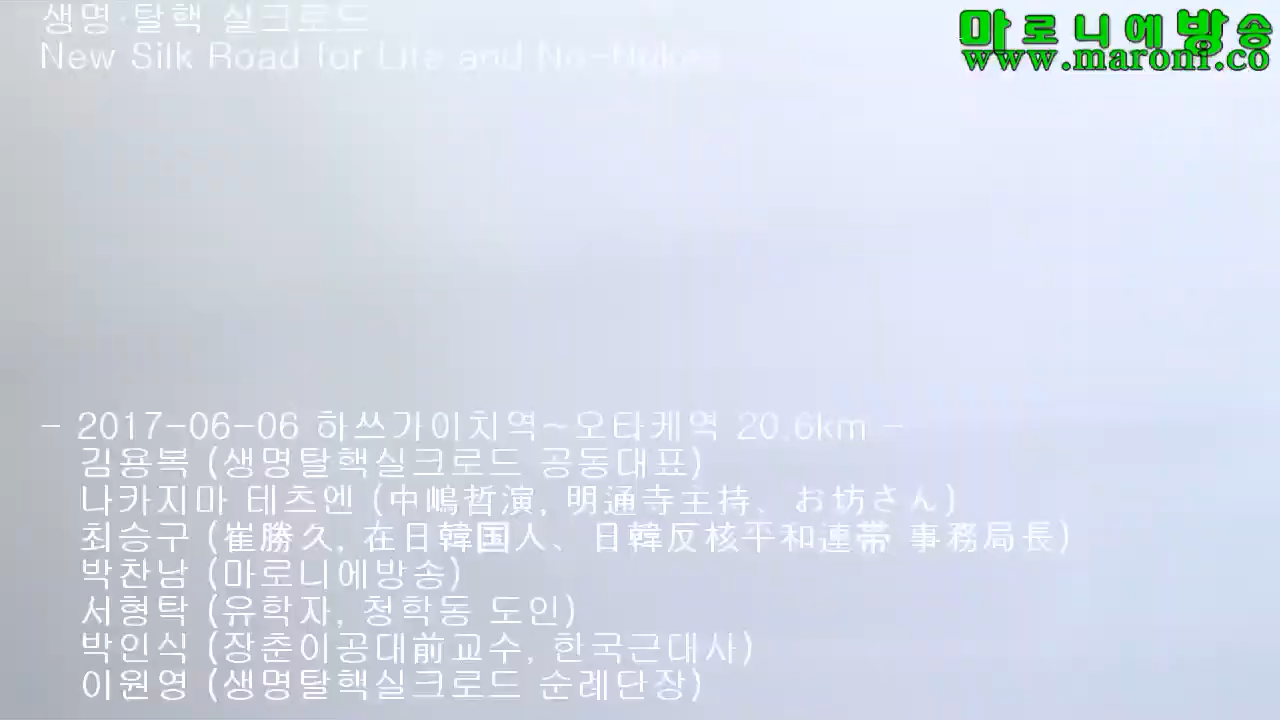 생명·탈핵 실크로드
마로니에방송
New Silk Road for Life and No-Nukes
www.maroni.co
- 2017-06-06 하쓰가이치역~오타케역 20.6km -
김용복 (생명탈핵실크로드 공동대표)
나카지마 테츠엔 (中嶋哲演, 明通寺主持、お坊さん)
최승구 (崔勝久, 在日韓国人、日韓反核平和連帯 事務局長)
박찬남 (마로니에방송)
서형탁 (유학자, 청학동 도인)
박인식 (장춘이공대前교수, 한국근대사)
이원영 (생명탈핵실크로드 순례단장)